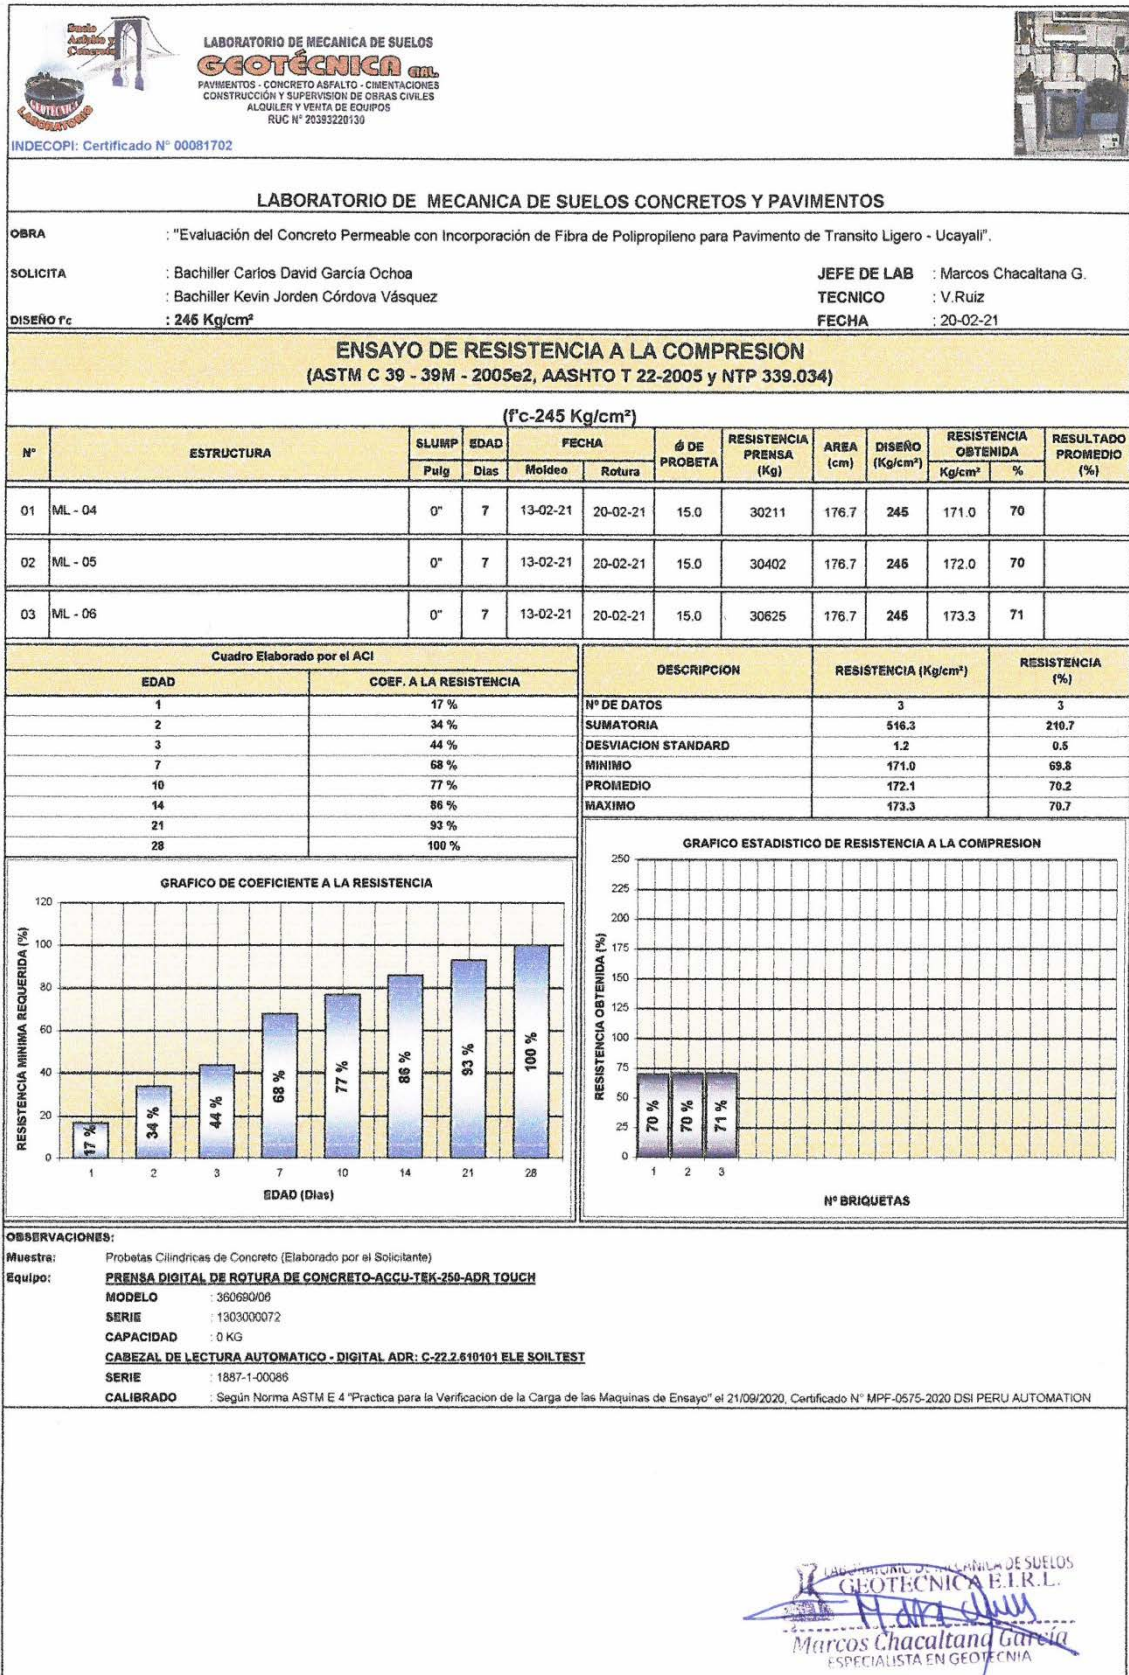 Suelo
Asfalto y
Concreto
GEOTECNICA
LABORATORIO
LABORATORIO DE MECANICA DE SUELOS
GEOTÉCNICA EIRL.
PAVIMENTOS - CONCRETO ASFALTO - CIMENTACIONES
CONSTRUCCIÓN Y SUPERVISION DE OBRAS CIVILES
ALQUILER Y VENTA DE EQUIPOS
RUC N° 20393220130
INDECOPI: Certificado N° 00081702
LABORATORIO DE MECANICA DE SUELOS CONCRETOS Y PAVIMENTOS
OBRA : "Evaluación del Concreto Permeable con Incorporación de Fibra de Polipropileno para Pavimento de Transito Ligero - Ucayali".
SOLICITA : Bachiller Carlos David García Ochoa JEFE DE LAB : Marcos Chacaltana G.
: Bachiller Kevin Jorden Córdova Vásquez TECNICO : V.Ruiz
DISEÑO f'c : 245 Kg/cm² FECHA : 20-02-21
ENSAYO DE RESISTENCIA A LA COMPRESION
(ASTM C 39 - 39M - 2005e2, AASHTO T 22-2005 y NTP 339.034)
(f'c-245 Kg/cm²)
N° ESTRUCTURA SLUMP EDAD FECHA Ø DE PROBETA RESISTENCIA PRENSA (Kg) AREA (cm) DISEÑO (Kg/cm²) RESISTENCIA OBTENIDA RESULTADO PROMEDIO (%)
Pulg Dias Moldeo Rotura Kg/cm² %
01 ML - 04 0" 7 13-02-21 20-02-21 15.0 30211 176.7 245 171.0 70
02 ML - 05 0" 7 13-02-21 20-02-21 15.0 30402 176.7 245 172.0 70
03 ML - 06 0" 7 13-02-21 20-02-21 15.0 30625 176.7 245 173.3 71
Cuadro Elaborado por el ACI
EDAD COEF. A LA RESISTENCIA
1 17 %
2 34 %
3 44 %
7 68 %
10 77 %
14 86 %
21 93 %
28 100 %
DESCRIPCION RESISTENCIA (Kg/cm²) RESISTENCIA (%)
N° DE DATOS 3 3
SUMATORIA 516.3 210.7
DESVIACION STANDARD 1.2 0.5
MINIMO 171.0 69.8
PROMEDIO 172.1 70.2
MAXIMO 173.3 70.7
GRAFICO DE COEFICIENTE A LA RESISTENCIA
RESISTENCIA MINIMA REQUERIDA (%)
120
100
80
60
40
20
0
17 % 34 % 44 % 68 % 77 % 86 % 93 % 100 %
1 2 3 7 10 14 21 28
EDAD (Dias)
GRAFICO ESTADISTICO DE RESISTENCIA A LA COMPRESION
RESISTENCIA OBTENIDA (%)
250
225
200
175
150
125
100
75
50
25
0
70 % 70 % 71 %
1 2 3
N° BRIQUETAS
OBSERVACIONES:
Muestra: Probetas Cilindricas de Concreto (Elaborado por el Solicitante)
Equipo: PRENSA DIGITAL DE ROTURA DE CONCRETO-ACCU-TEK-250-ADR TOUCH
MODELO : 360690/06
SERIE : 1303000072
CAPACIDAD : 0 KG
CABEZAL DE LECTURA AUTOMATICO - DIGITAL ADR: C-22.2.610101 ELE SOILTEST
SERIE : 1887-1-00086
CALIBRADO : Según Norma ASTM E 4 "Practica para la Verificacion de la Carga de las Maquinas de Ensayo" el 21/09/2020, Certificado N° MPF-0575-2020 DSI PERU AUTOMATION
LABORATORIO DE MECANICA DE SUELOS
GEOTECNICA E.I.R.L.
Marcos Chacaltana García
ESPECIALISTA EN GEOTECNIA